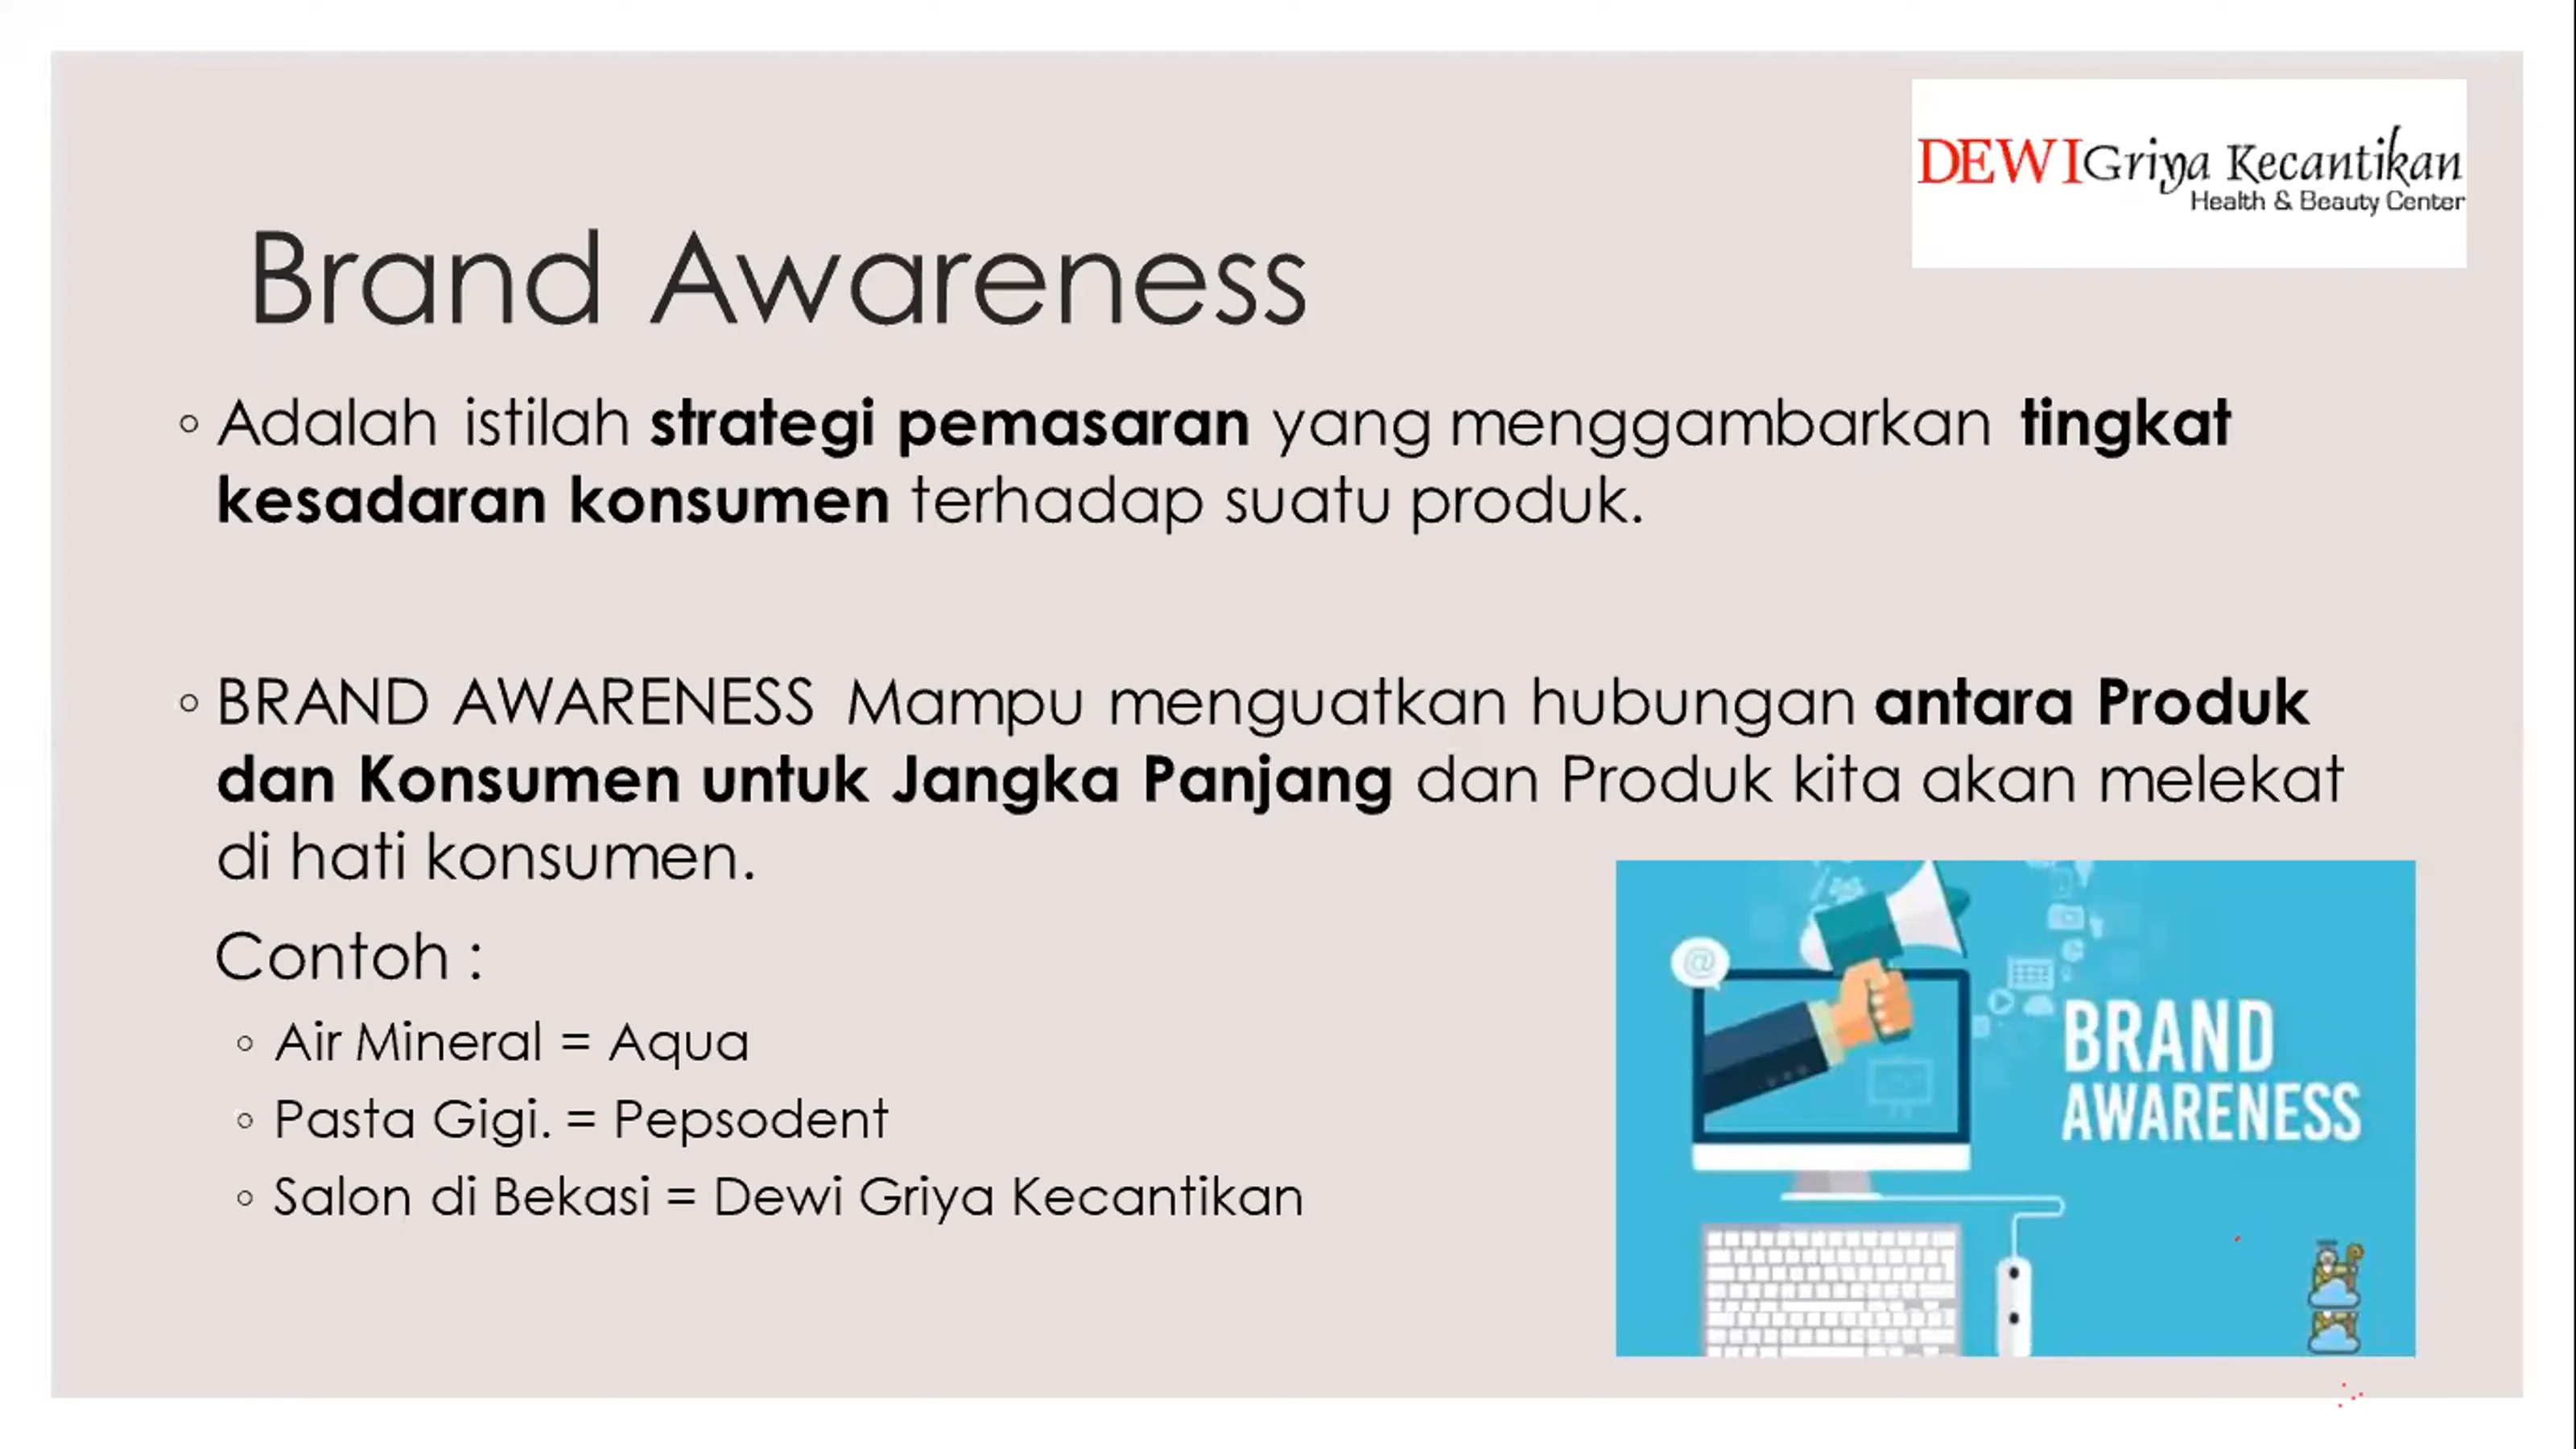 DEWI Griya Kecantikan
Health & Beauty Center
Brand Awareness
◦ Adalah istilah strategi pemasaran yang menggambarkan tingkat
kesadaran konsumen terhadap suatu produk.
◦ BRAND AWARENESS Mampu menguatkan hubungan antara Produk
dan Konsumen untuk Jangka Panjang dan Produk kita akan melekat
di hati konsumen.
Contoh :
◦ Air Mineral = Aqua
◦ Pasta Gigi. = Pepsodent
◦ Salon di Bekasi = Dewi Griya Kecantikan
@
BRAND
AWARENESS